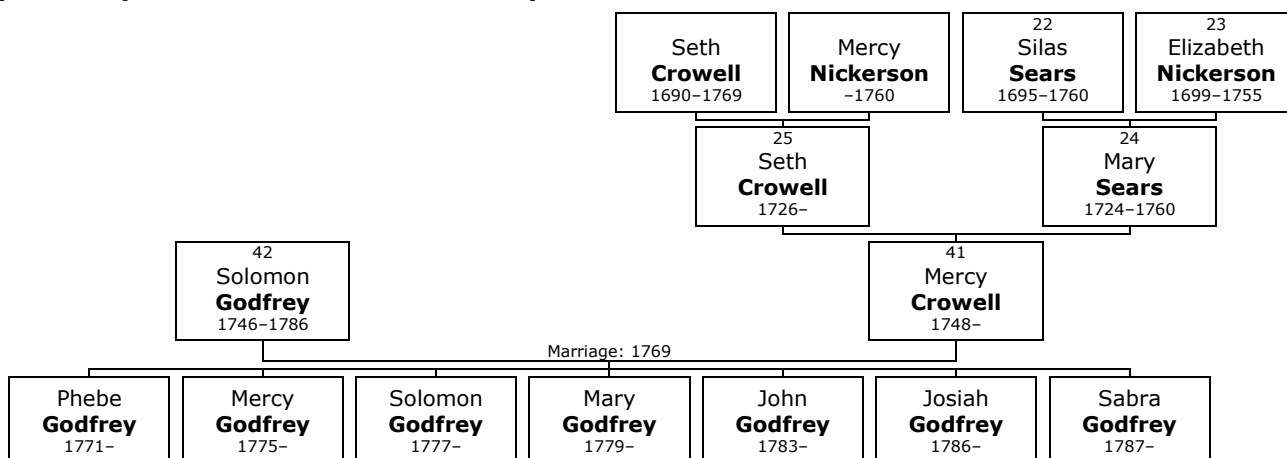 Seth
Crowell
1690–1769
Mercy
Nickerson
–1760
22
Silas
Sears
1695–1760
23
Elizabeth
Nickerson
1699–1755
25
Seth
Crowell
1726–
24
Mary
Sears
1724–1760
42
Solomon
Godfrey
1746–1786
41
Mercy
Crowell
1748–
Marriage: 1769
Phebe
Godfrey
1771–
Mercy
Godfrey
1775–
Solomon
Godfrey
1777–
Mary
Godfrey
1779–
John
Godfrey
1783–
Josiah
Godfrey
1786–
Sabra
Godfrey
1787–